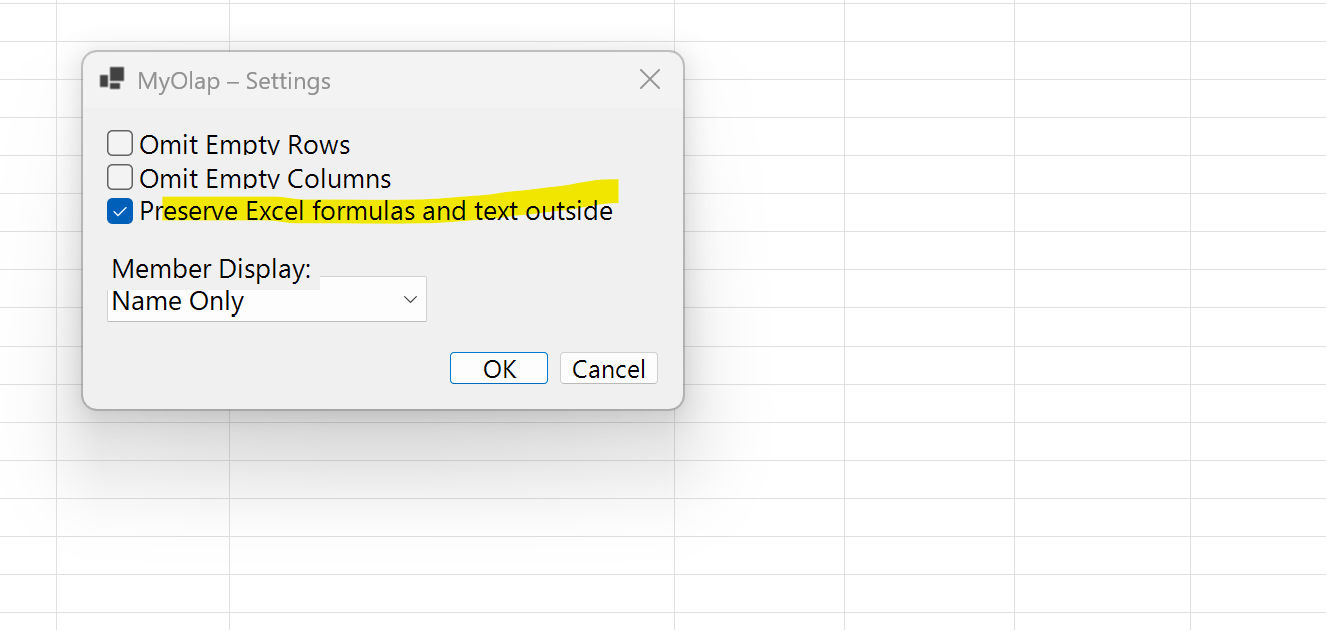 MyOlap – Settings
Omit Empty Rows
Omit Empty Columns
Preserve Excel formulas and text outside
Member Display:
Name Only
OK
Cancel